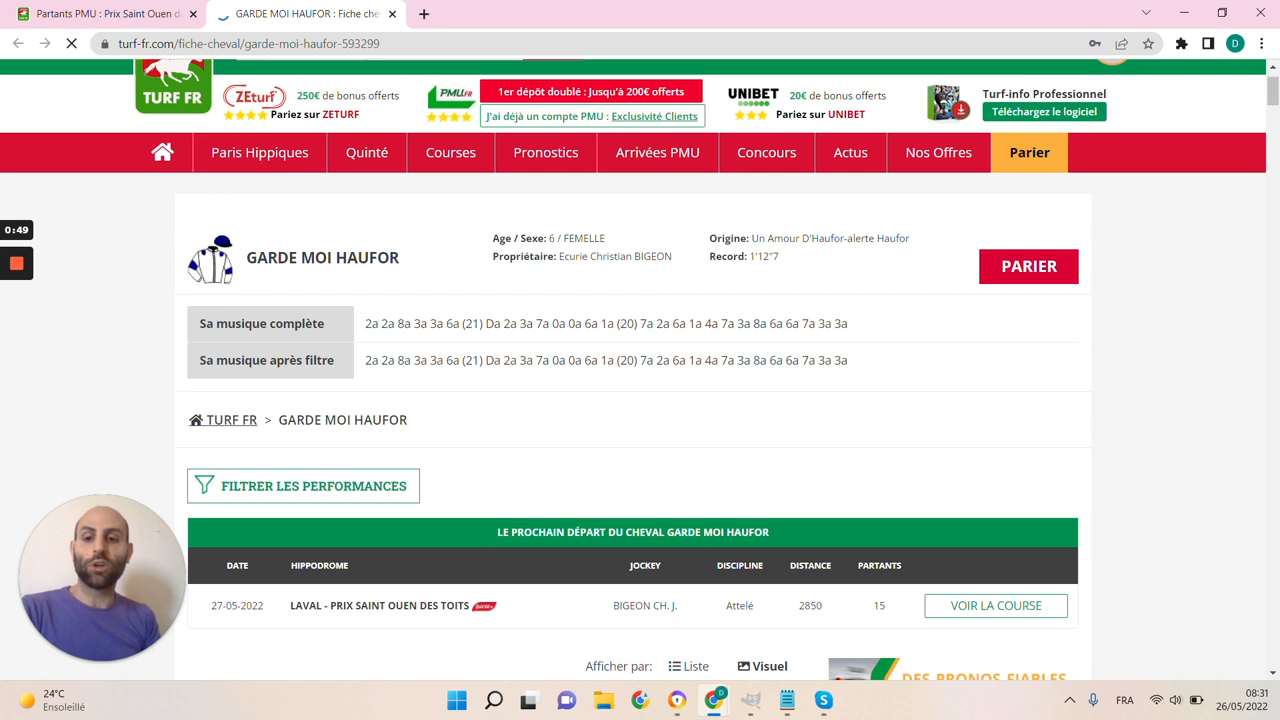 Partants PMU : Prix Saint Ouen d
GARDE MOI HAUFOR : Fiche che
turf-fr.com/fiche-cheval/garde-moi-haufor-593299
D
TURF FR
ZEturf
250€ de bonus offerts
Pariez sur ZETURF
PMU.FR
1er dépôt doublé : Jusqu'à 200€ offerts
J'ai déjà un compte PMU : Exclusivité Clients
UNIBET
20€ de bonus offerts
Pariez sur UNIBET
Turf-info Professionnel
Téléchargez le logiciel
Paris Hippiques
Quinté
Courses
Pronostics
Arrivées PMU
Concours
Actus
Nos Offres
Parier
0:49
GARDE MOI HAUFOR
Age / Sexe: 6 / FEMELLE
Propriétaire: Ecurie Christian BIGEON
Origine: Un Amour D'Haufor-alerte Haufor
Record: 1'12"7
PARIER
Sa musique complète
2a 2a 8a 3a 3a 6a (21) Da 2a 3a 7a 0a 0a 6a 1a (20) 7a 2a 6a 1a 4a 7a 3a 8a 6a 6a 7a 3a 3a
Sa musique après filtre
2a 2a 8a 3a 3a 6a (21) Da 2a 3a 7a 0a 0a 6a 1a (20) 7a 2a 6a 1a 4a 7a 3a 8a 6a 6a 7a 3a 3a
TURF FR > GARDE MOI HAUFOR
FILTRER LES PERFORMANCES
LE PROCHAIN DÉPART DU CHEVAL GARDE MOI HAUFOR
DATE HIPPODROME JOCKEY DISCIPLINE DISTANCE PARTANTS
27-05-2022 LAVAL - PRIX SAINT OUEN DES TOITS Quinté+ BIGEON CH. J. Attelé 2850 15 VOIR LA COURSE
Afficher par: Liste Visuel
DES PRONOS FIABLES
24°C
Ensoleillé
D
FRA
08:31
26/05/2022